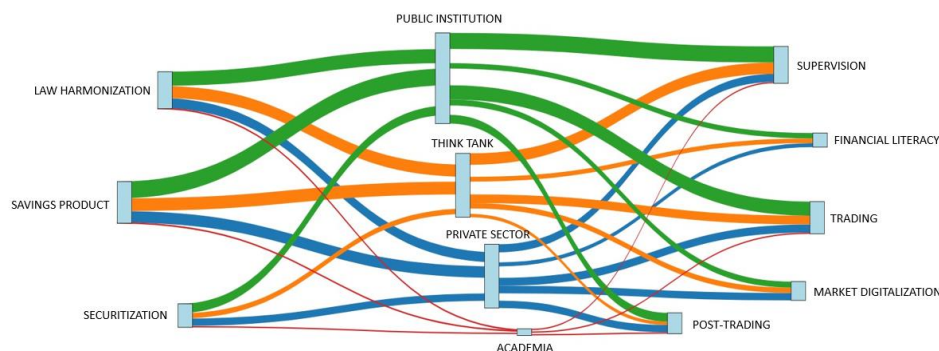 PUBLIC INSTITUTION
SUPERVISION
LAW HARMONIZATION
THINK TANK
FINANCIAL LITERACY
SAVINGS PRODUCT
TRADING
PRIVATE SECTOR
MARKET DIGITALIZATION
SECURITIZATION
POST-TRADING
ACADEMIA